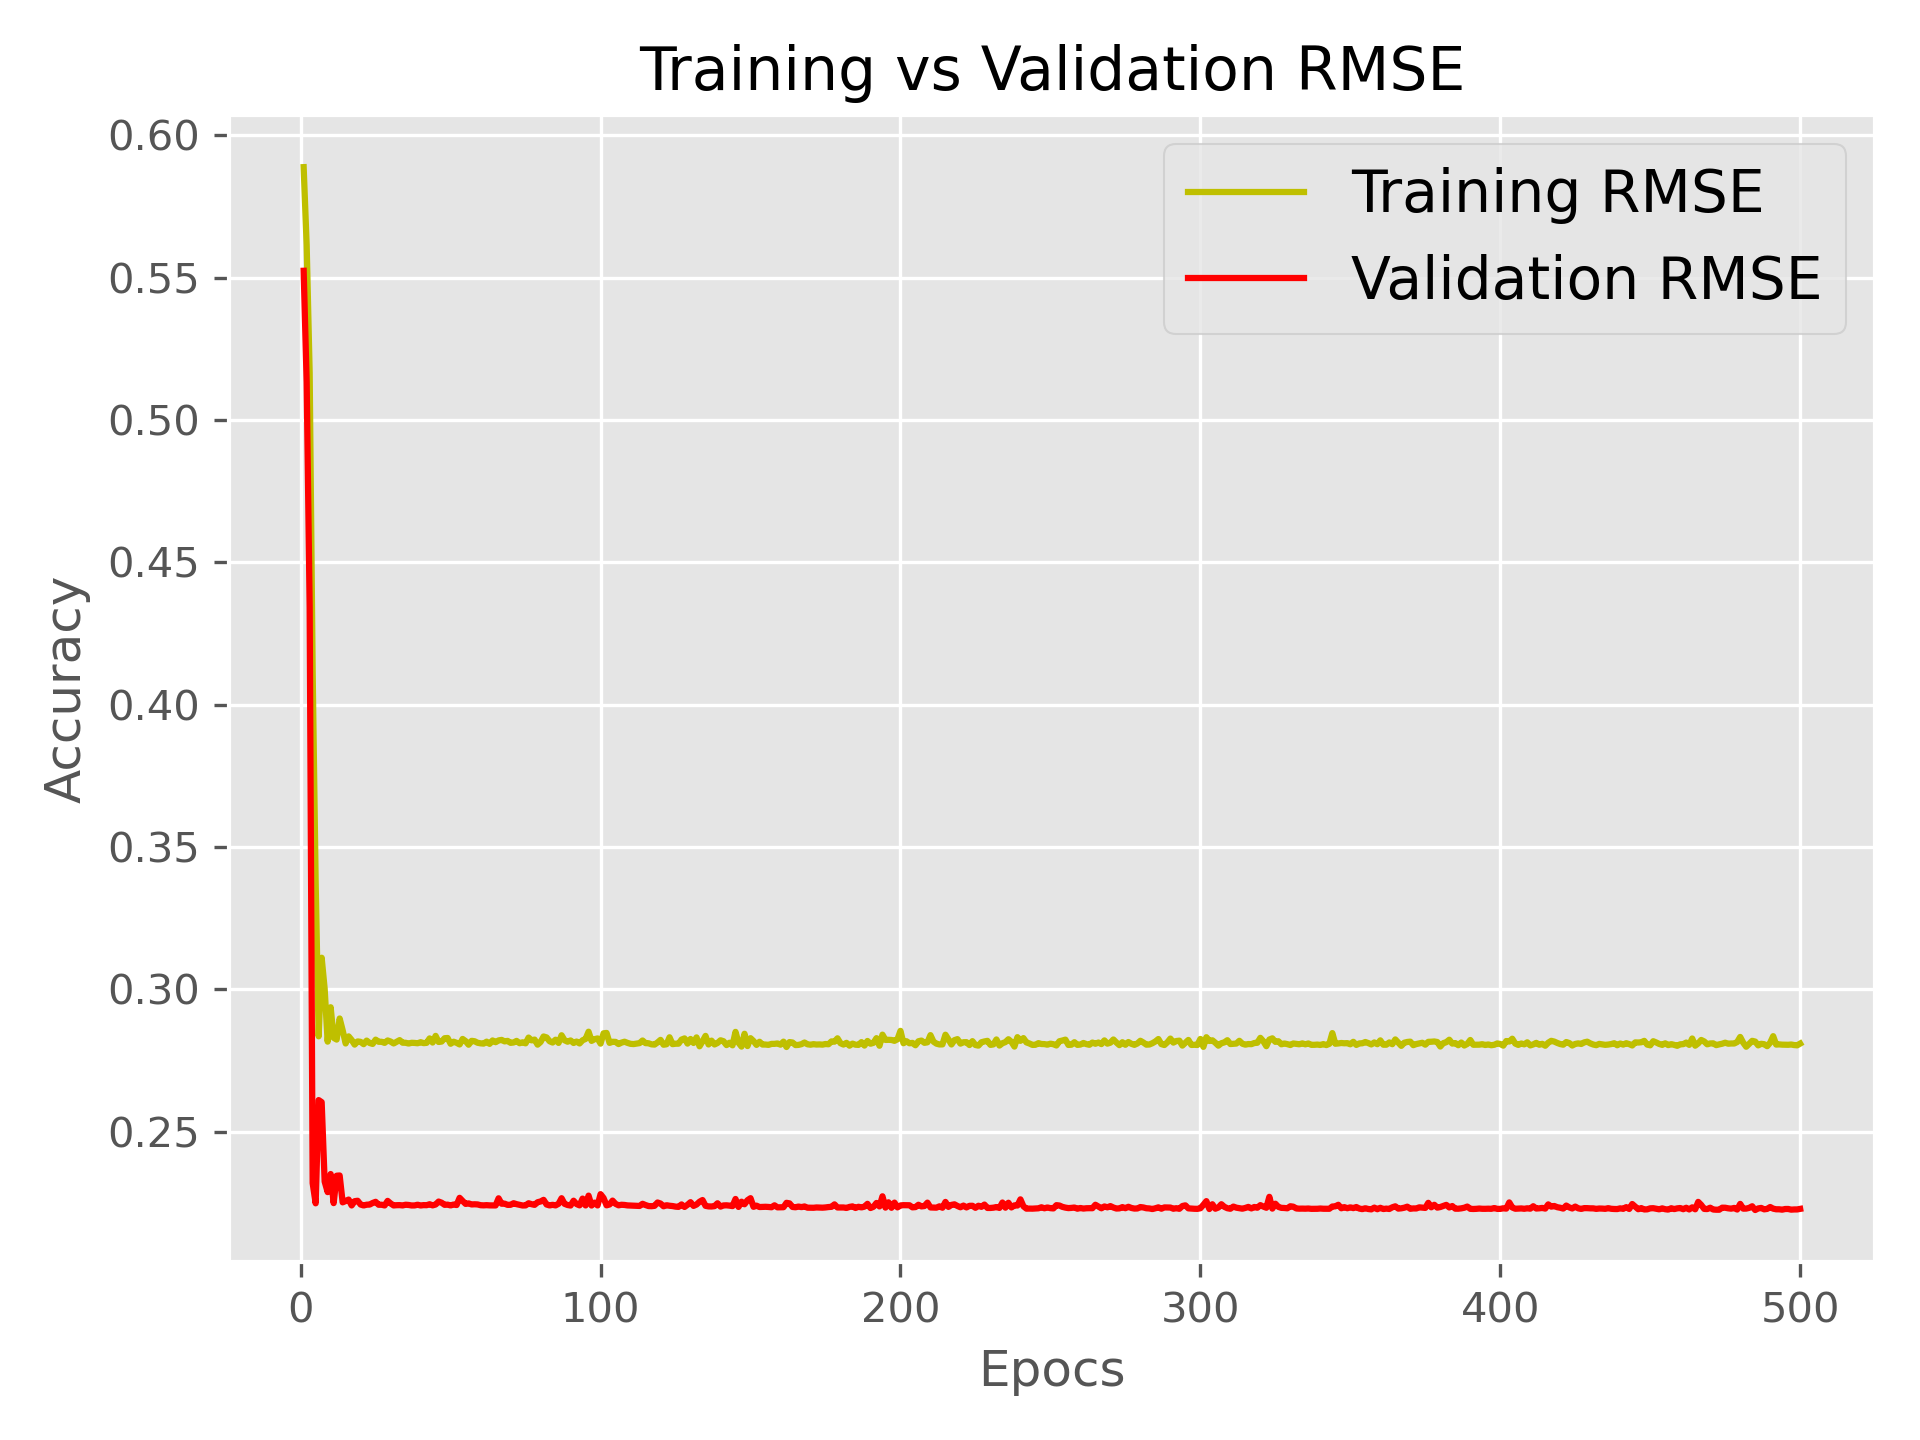 Training vs Validation RMSE
0.60
Training RMSE
0.55
Validation RMSE
0.50
0.45
Accuracy
0.40
0.35
0.30
0.25
0 100 200 300 400 500
Epocs